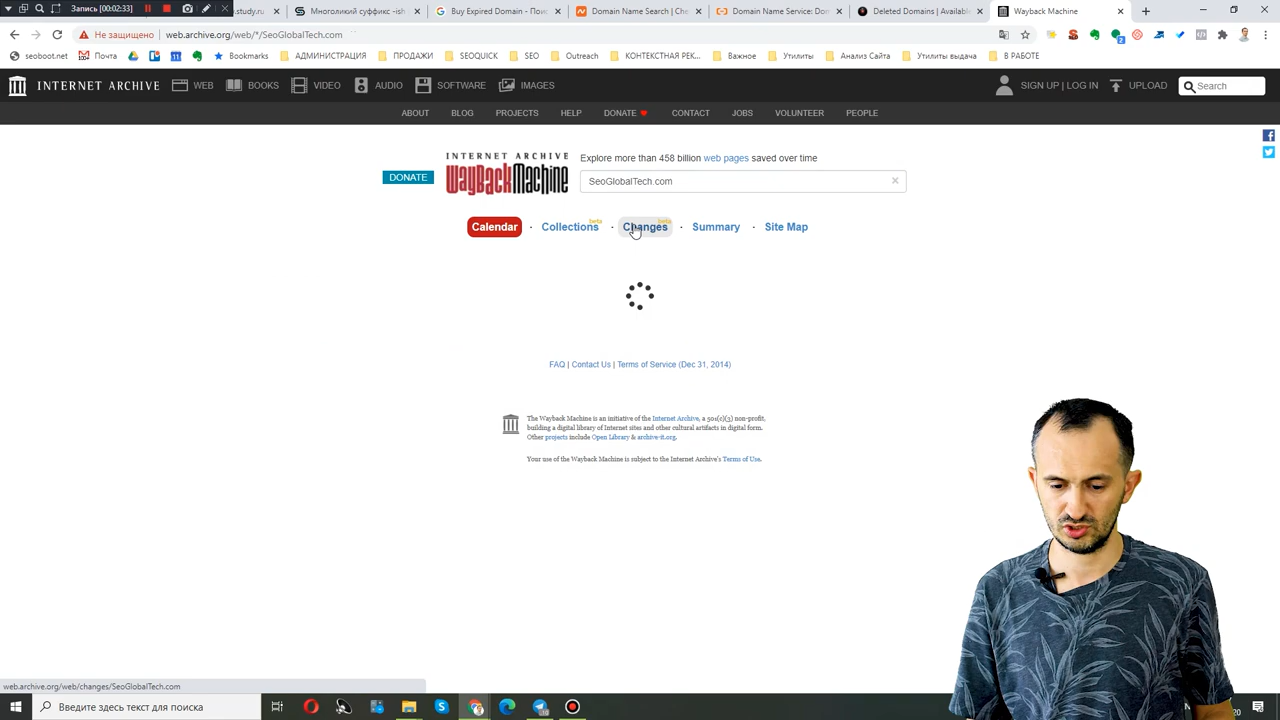 Запись [00:02:33]
-study.ru
Многоликий суффикс -ish
Buy Expired Domain - Поис
Domain Name Search | Che
Domain Name Service: Dom
Deleted Domains | Available
Wayback Machine
Не защищено
web.archive.org/web/*/SeoGlobalTech.com
seoboot.net
Почта
Bookmarks
АДМИНИСТРАЦИЯ
ПРОДАЖИ
SEOQUICK
SEO
Outreach
КОНТЕКСТНАЯ РЕК...
Важное
Утилиты
Анализ Сайта
Утилиты выдача
В РАБОТЕ
INTERNET ARCHIVE
WEB
BOOKS
VIDEO
AUDIO
SOFTWARE
IMAGES
SIGN UP | LOG IN
UPLOAD
Search
ABOUT
BLOG
PROJECTS
HELP
DONATE
CONTACT
JOBS
VOLUNTEER
PEOPLE
DONATE
INTERNET ARCHIVE
WayBackMachine
Explore more than 458 billion web pages saved over time
SeoGlobalTech.com
Calendar · Collections beta · Changes beta · Summary · Site Map
FAQ | Contact Us | Terms of Service (Dec 31, 2014)
The Wayback Machine is an initiative of the Internet Archive, a 501(c)(3) non-profit,
building a digital library of Internet sites and other cultural artifacts in digital form.
Other projects include Open Library & archive-it.org.
Your use of the Wayback Machine is subject to the Internet Archive's Terms of Use.
web.archive.org/web/changes/SeoGlobalTech.com
Введите здесь текст для поиска